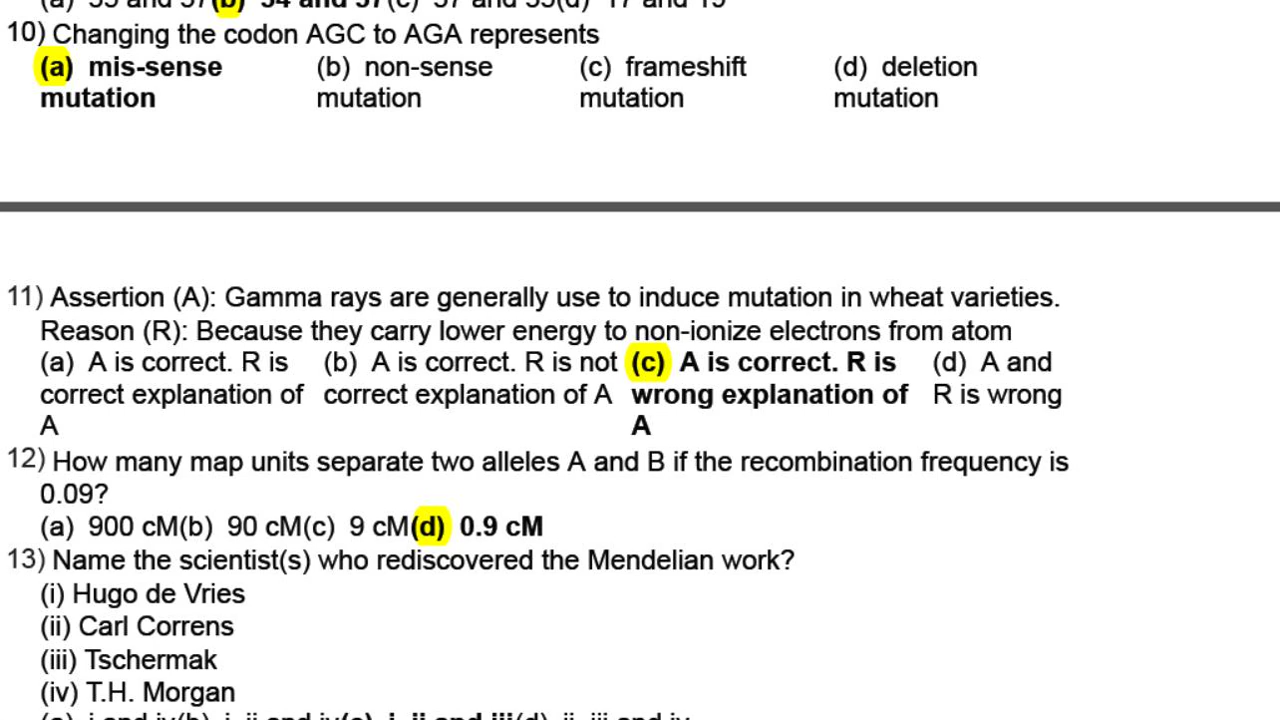 10) Changing the codon AGC to AGA represents
(a) mis-sense mutation (b) non-sense mutation (c) frameshift mutation (d) deletion mutation
11) Assertion (A): Gamma rays are generally use to induce mutation in wheat varieties.
Reason (R): Because they carry lower energy to non-ionize electrons from atom
(a) A is correct. R is correct explanation of A (b) A is correct. R is not correct explanation of A (c) A is correct. R is wrong explanation of A (d) A and R is wrong
12) How many map units separate two alleles A and B if the recombination frequency is
0.09?
(a) 900 cM(b) 90 cM(c) 9 cM(d) 0.9 cM
13) Name the scientist(s) who rediscovered the Mendelian work?
(i) Hugo de Vries
(ii) Carl Correns
(iii) Tschermak
(iv) T.H. Morgan